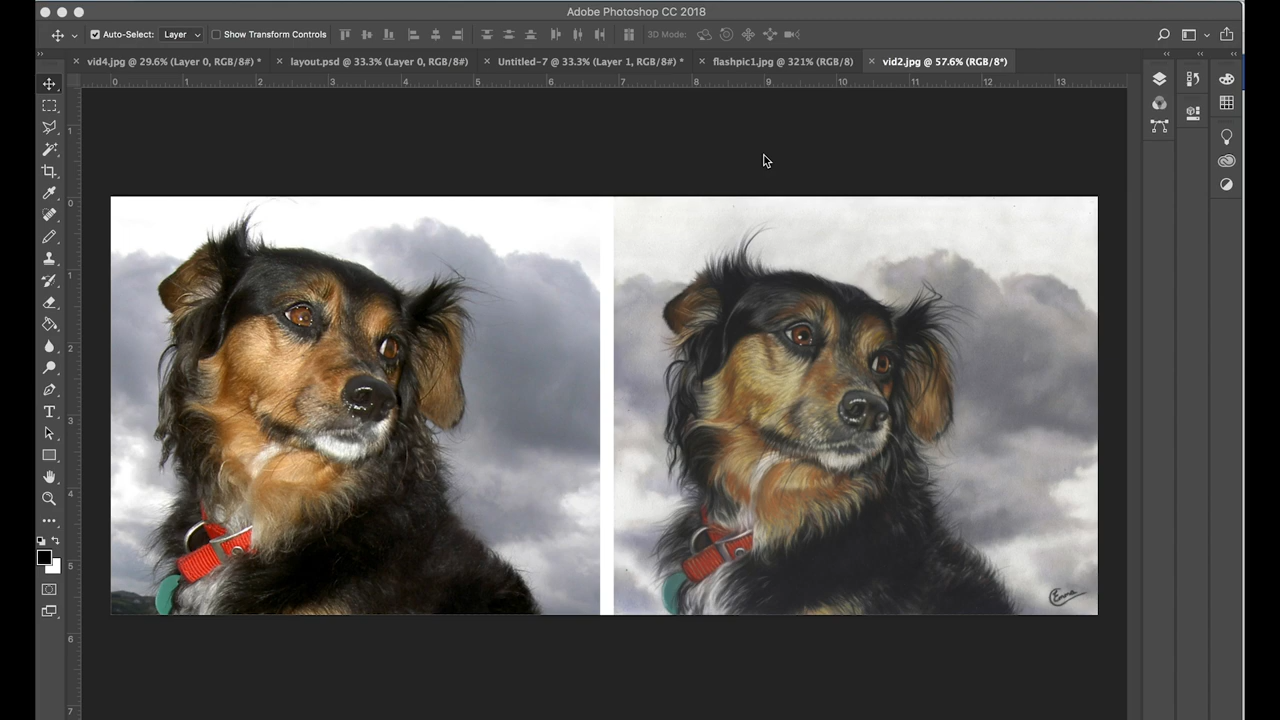 Adobe Photoshop CC 2018
Auto-Select: Layer Show Transform Controls 3D Mode:
vid4.jpg @ 29.6% (Layer 0, RGB/8#) * layout.psd @ 33.3% (Layer 0, RGB/8#) Untitled-7 @ 33.3% (Layer 1, RGB/8#) * flashpic1.jpg @ 321% (RGB/8) vid2.jpg @ 57.6% (RGB/8*)
0 1 2 3 4 5 6 7 8 9 10 11 12 13
1
0
1
2
3
4
5
6
7
Emma